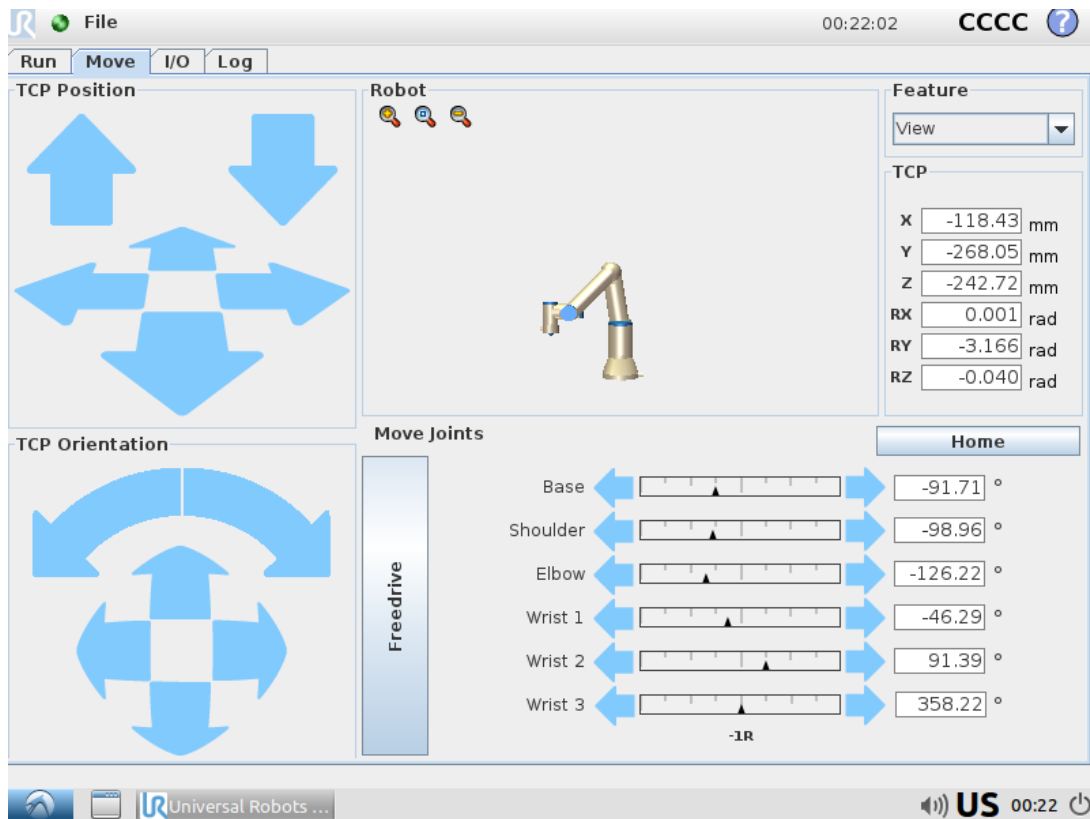 UR File 00:22:02 CCCC ?
Run Move I/O Log
TCP Position
Robot
Feature
View
TCP
X -118.43 mm
Y -268.05 mm
Z -242.72 mm
RX 0.001 rad
RY -3.166 rad
RZ -0.040 rad
TCP Orientation
Move Joints
Home
Freedrive
Base -91.71 °
Shoulder -98.96 °
Elbow -126.22 °
Wrist 1 -46.29 °
Wrist 2 91.39 °
Wrist 3 358.22 °
-1R
UR Universal Robots ... US 00:22